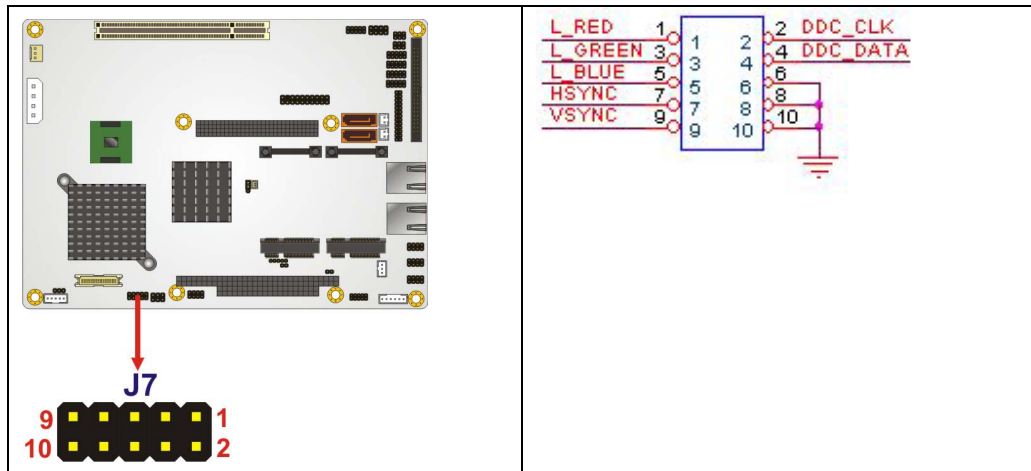 J7
9 1
10 2
L_RED 1 1 2 2 DDC_CLK
L_GREEN 3 3 4 4 DDC_DATA
L_BLUE 5 5 6 6
HSYNC 7 7 8 8
VSYNC 9 9 10 10